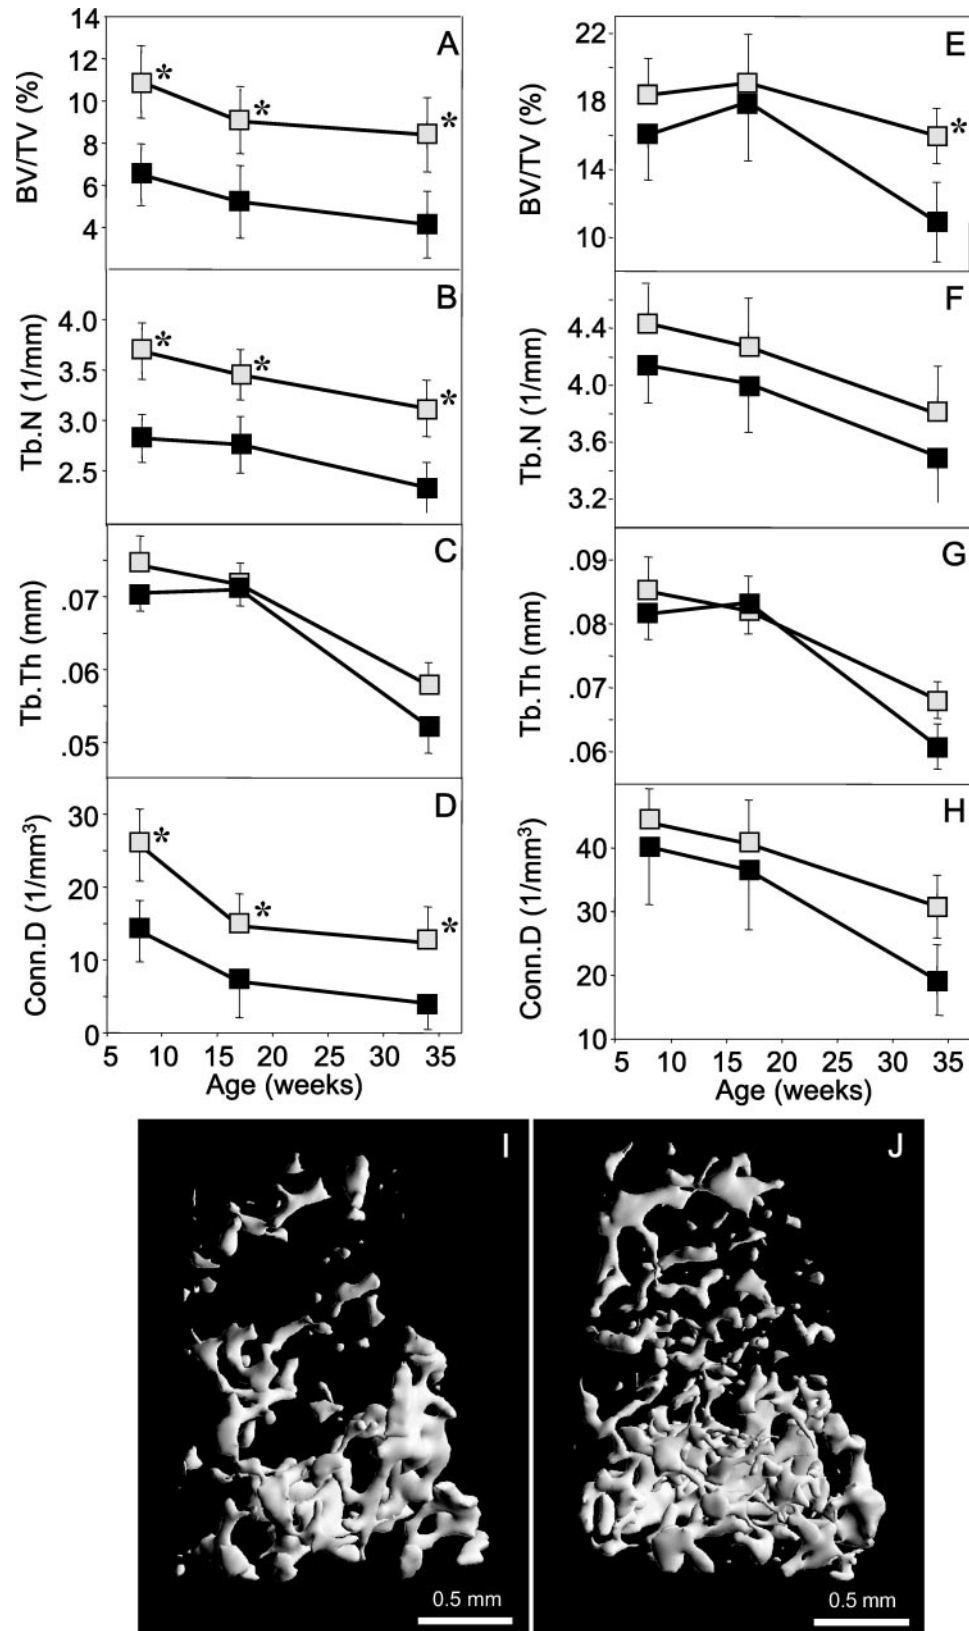 A
BV/TV (%)
14
12
10
8
6
4
*
*
*
B
Tb.N (1/mm)
4.0
3.5
3.0
2.5
*
*
*
C
Tb.Th (mm)
.07
.06
.05
D
Conn.D (1/mm³)
30
20
10
0
*
*
*
5 10 15 20 25 30 35
Age (weeks)
E
BV/TV (%)
22
18
14
10
*
F
Tb.N (1/mm)
4.4
4.0
3.6
3.2
G
Tb.Th (mm)
.09
.08
.07
.06
H
Conn.D (1/mm³)
40
30
20
10
5 10 15 20 25 30 35
Age (weeks)
I
0.5 mm
J
0.5 mm